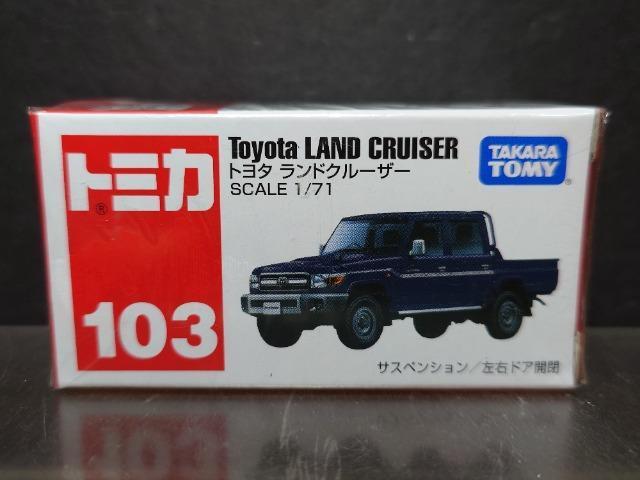 トミカ
®
103
Toyota LAND CRUISER
トヨタ ランドクルーザー
SCALE 1/71
TAKARA
TOMY
®
サスペンション/左右ドア開閉